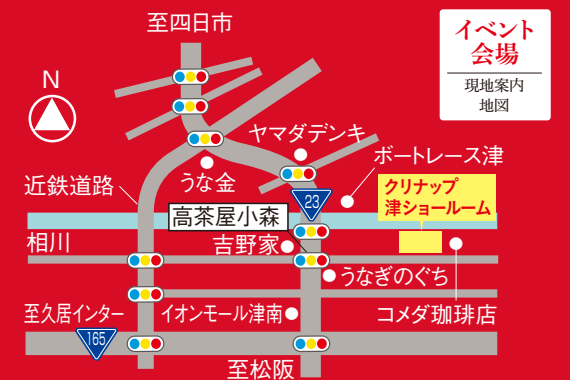 至四日市
イベント
会場
現地案内
地図
N
ヤマダデンキ
ボートレース津
うな金
近鉄道路
クリナップ
津ショールーム
23
高茶屋小森
相川
吉野家
うなぎのぐち
至久居インター
イオンモール津南
コメダ珈琲店
165
至松阪